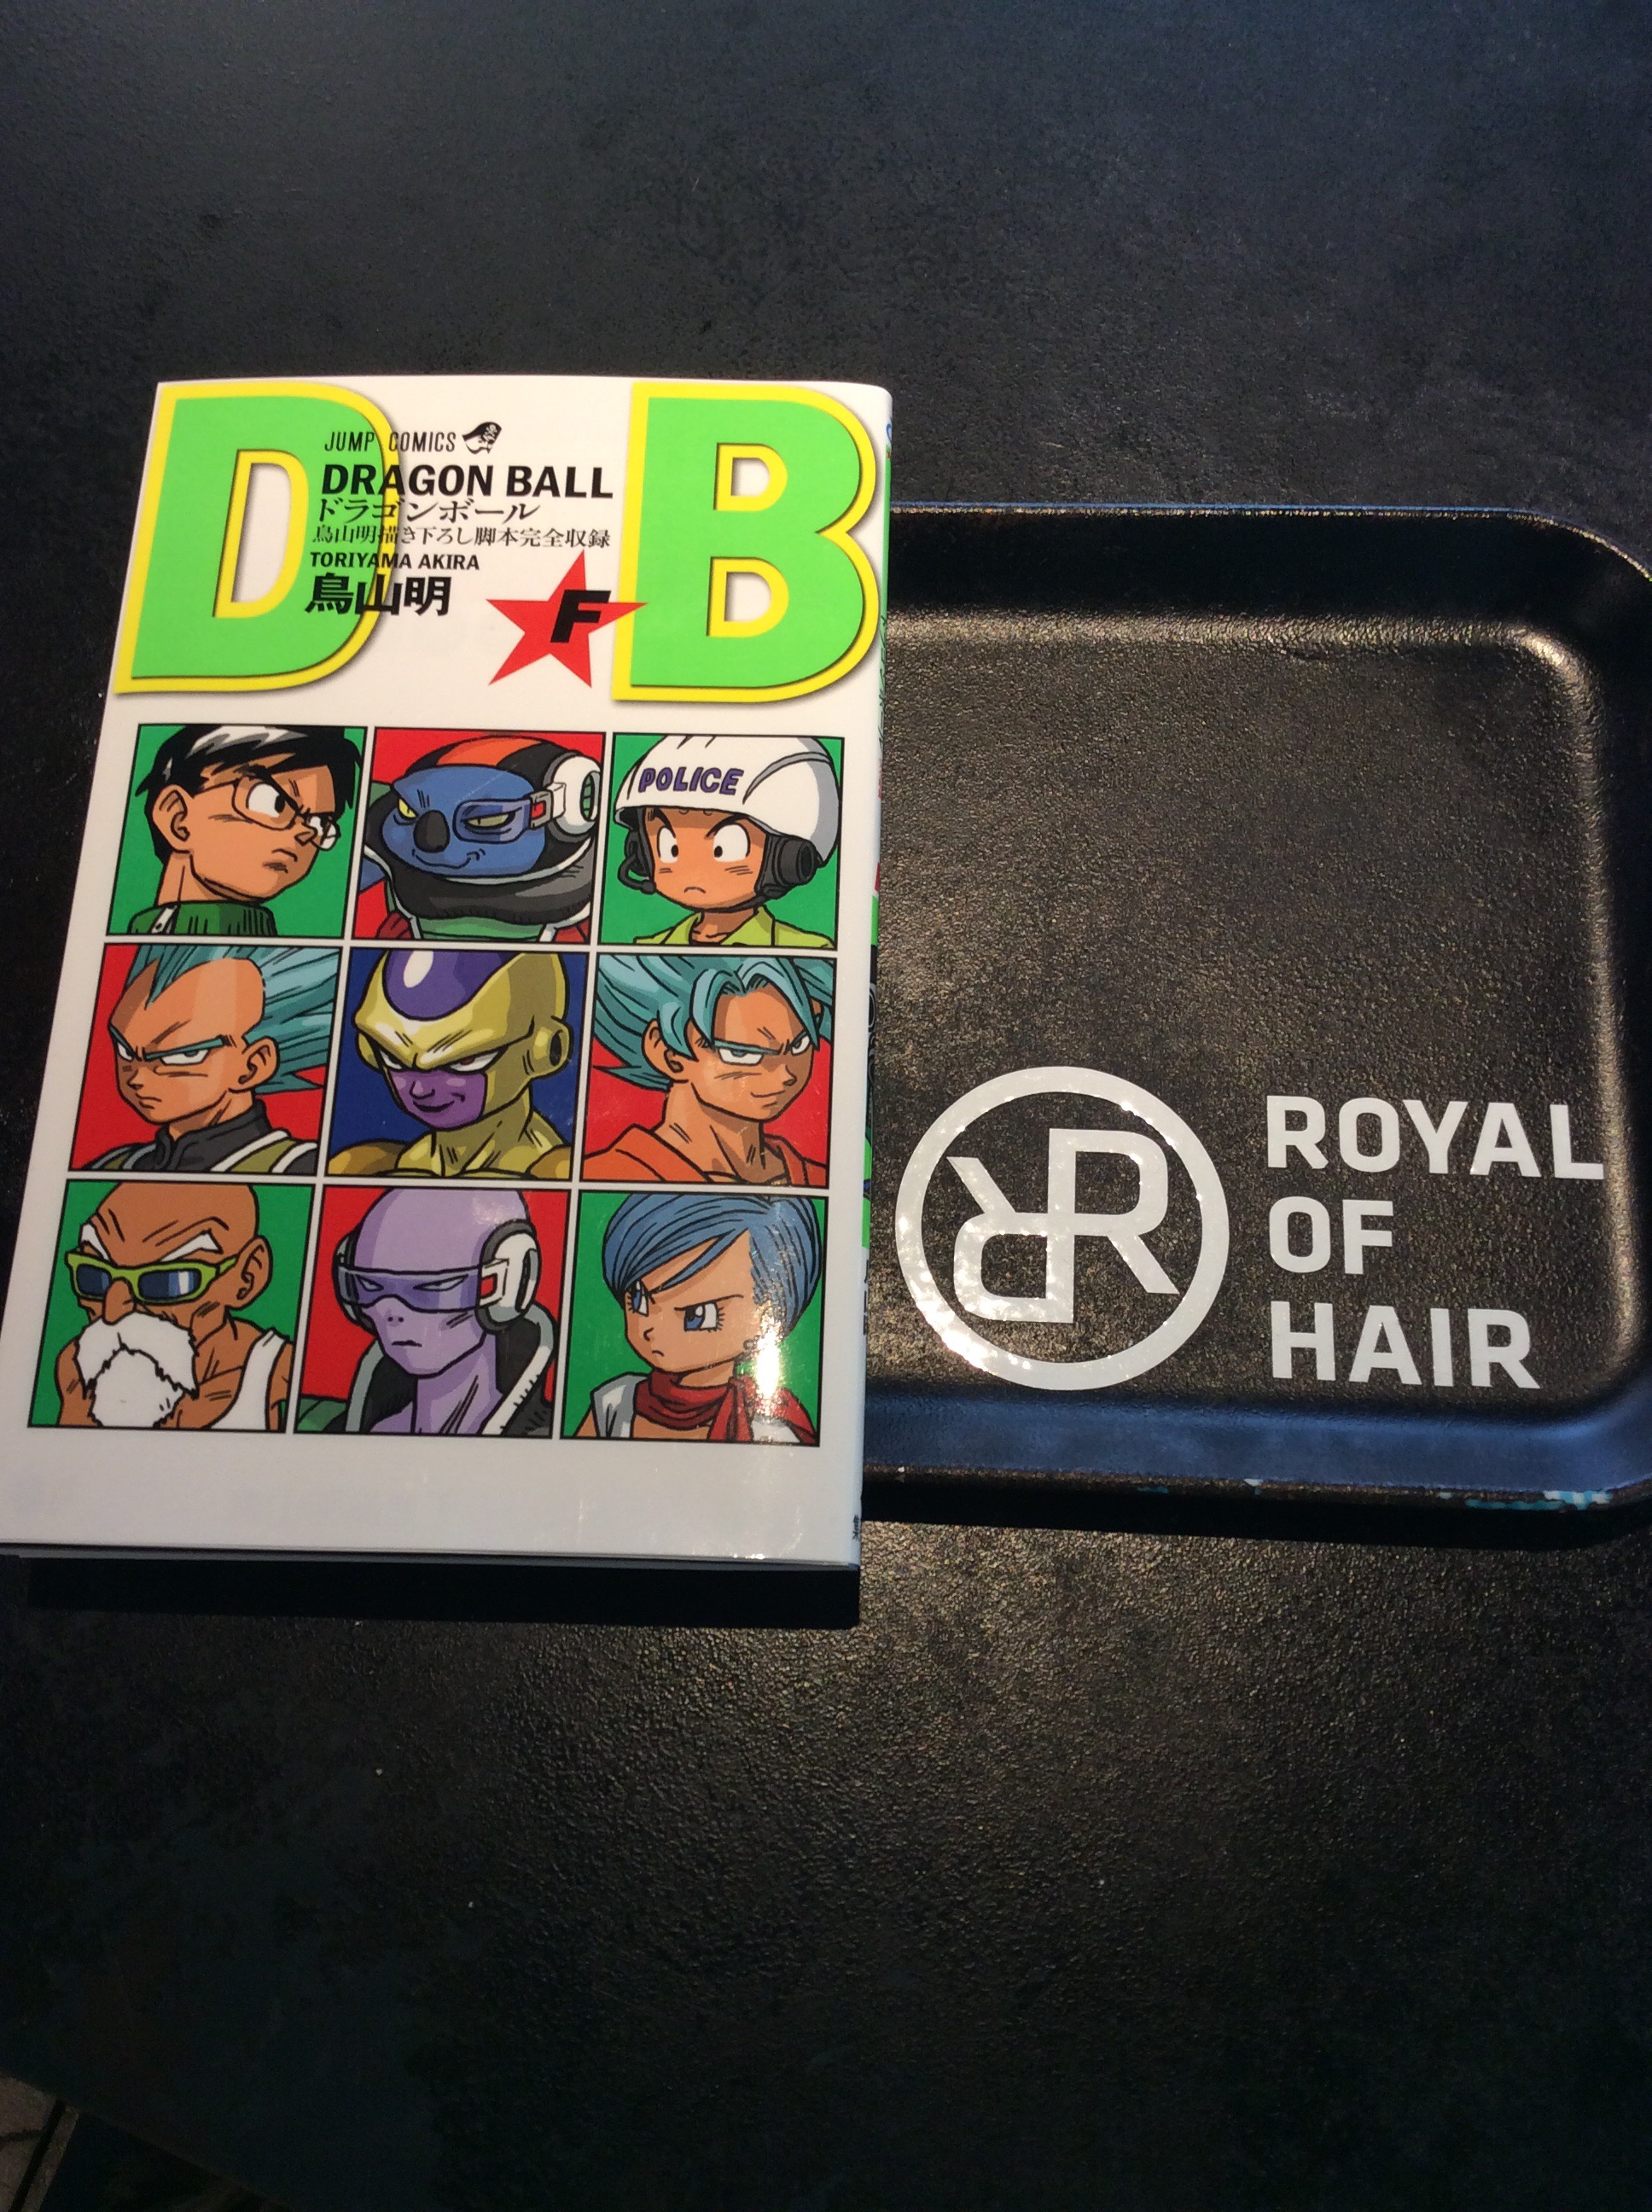 D B
JUMP COMICS
DRAGON BALL
ドラゴンボール
鳥山明描き下ろし脚本完全収録
TORIYAMA AKIRA
鳥山明
F
POLICE
RR
ROYAL
OF
HAIR